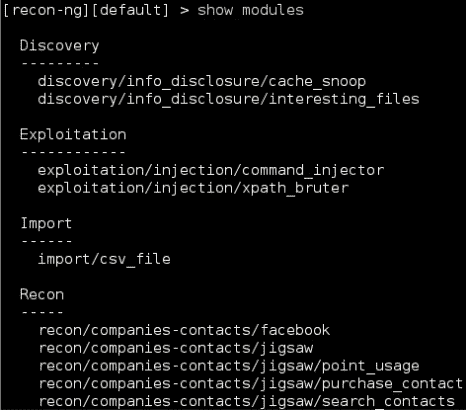 [recon-ng][default] > show modules
Discovery
---------
discovery/info_disclosure/cache_snoop
discovery/info_disclosure/interesting_files
Exploitation
------------
exploitation/injection/command_injector
exploitation/injection/xpath_bruter
Import
------
import/csv_file
Recon
-----
recon/companies-contacts/facebook
recon/companies-contacts/jigsaw
recon/companies-contacts/jigsaw/point_usage
recon/companies-contacts/jigsaw/purchase_contact
recon/companies-contacts/jigsaw/search_contacts